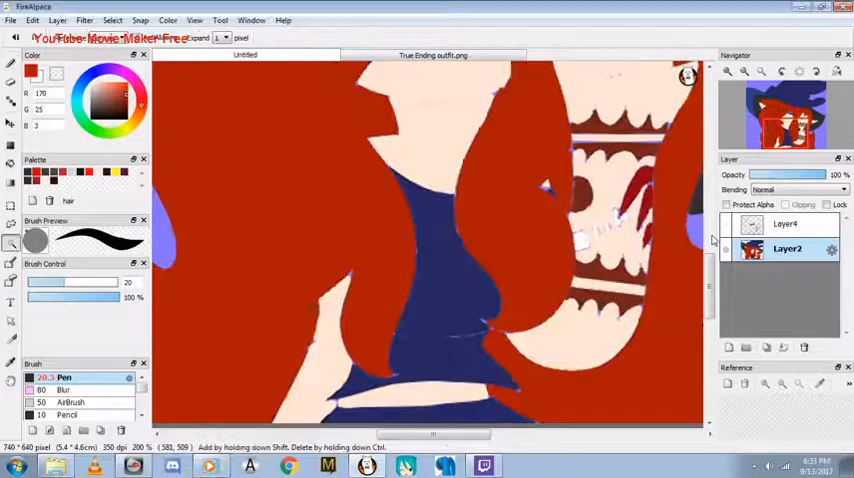 FireAlpaca
File Edit Layer Filter Select Snap Color View Tool Window Help
YouTube Movie Maker Free
Expand 1 pixel
Color
Untitled
True Ending outfit.png
Navigator
R 170
G 25
B 3
Palette
hair
Layer
Opacity 100 %
Blending Normal
Protect Alpha Clipping Lock
Brush Preview
Layer4
Layer2
Brush Control
20
100 %
Brush
20.3 Pen
80 Blur
50 AirBrush
10 Pencil
Reference
740 * 640 pixel (5.4 * 4.6cm) 350 dpi 200 % ( 581, 509 ) Add by holding down Shift. Delete by holding down Ctrl.
6:33 PM
9/13/2017